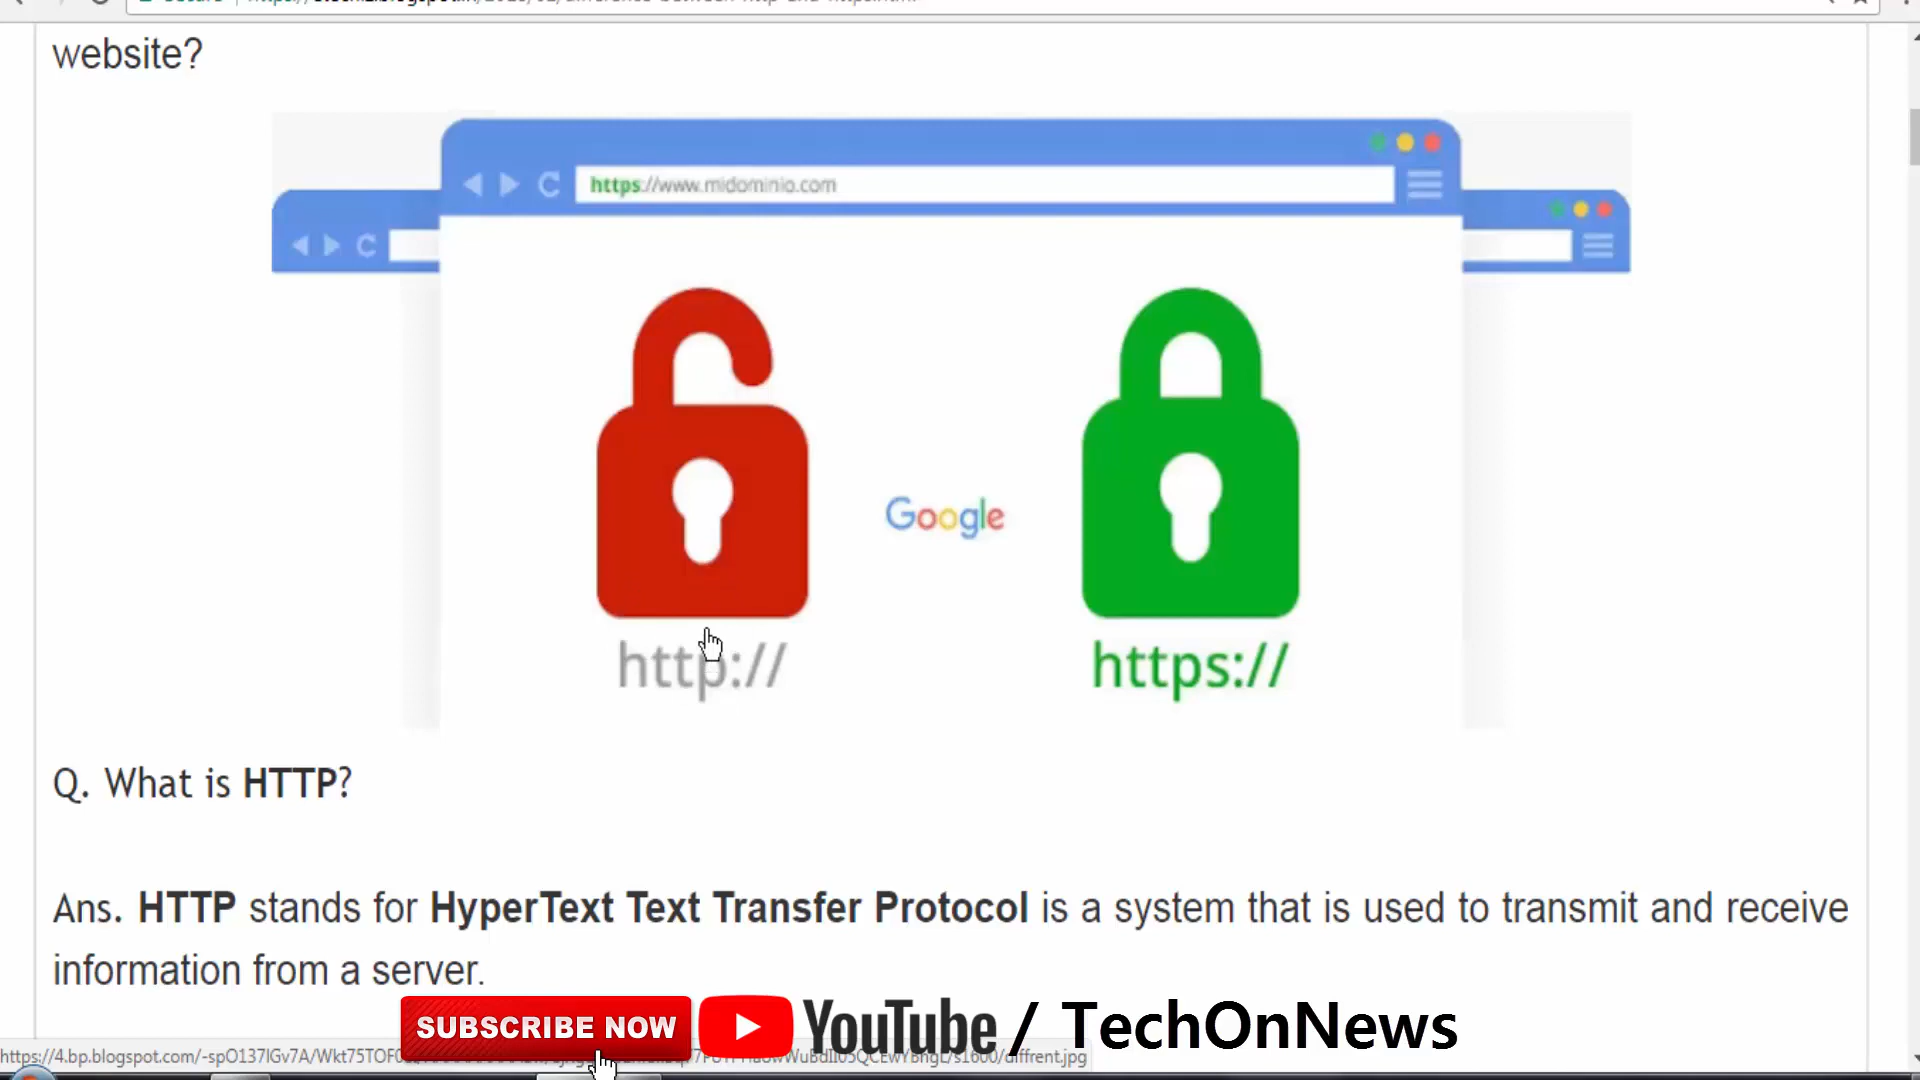 website?
https://www.midominio.com
Google
http:// https://
Q. What is HTTP?
Ans. HTTP stands for HyperText Text Transfer Protocol is a system that is used to transmit and receive
information from a server.
SUBSCRIBE NOW YouTube / TechOnNews